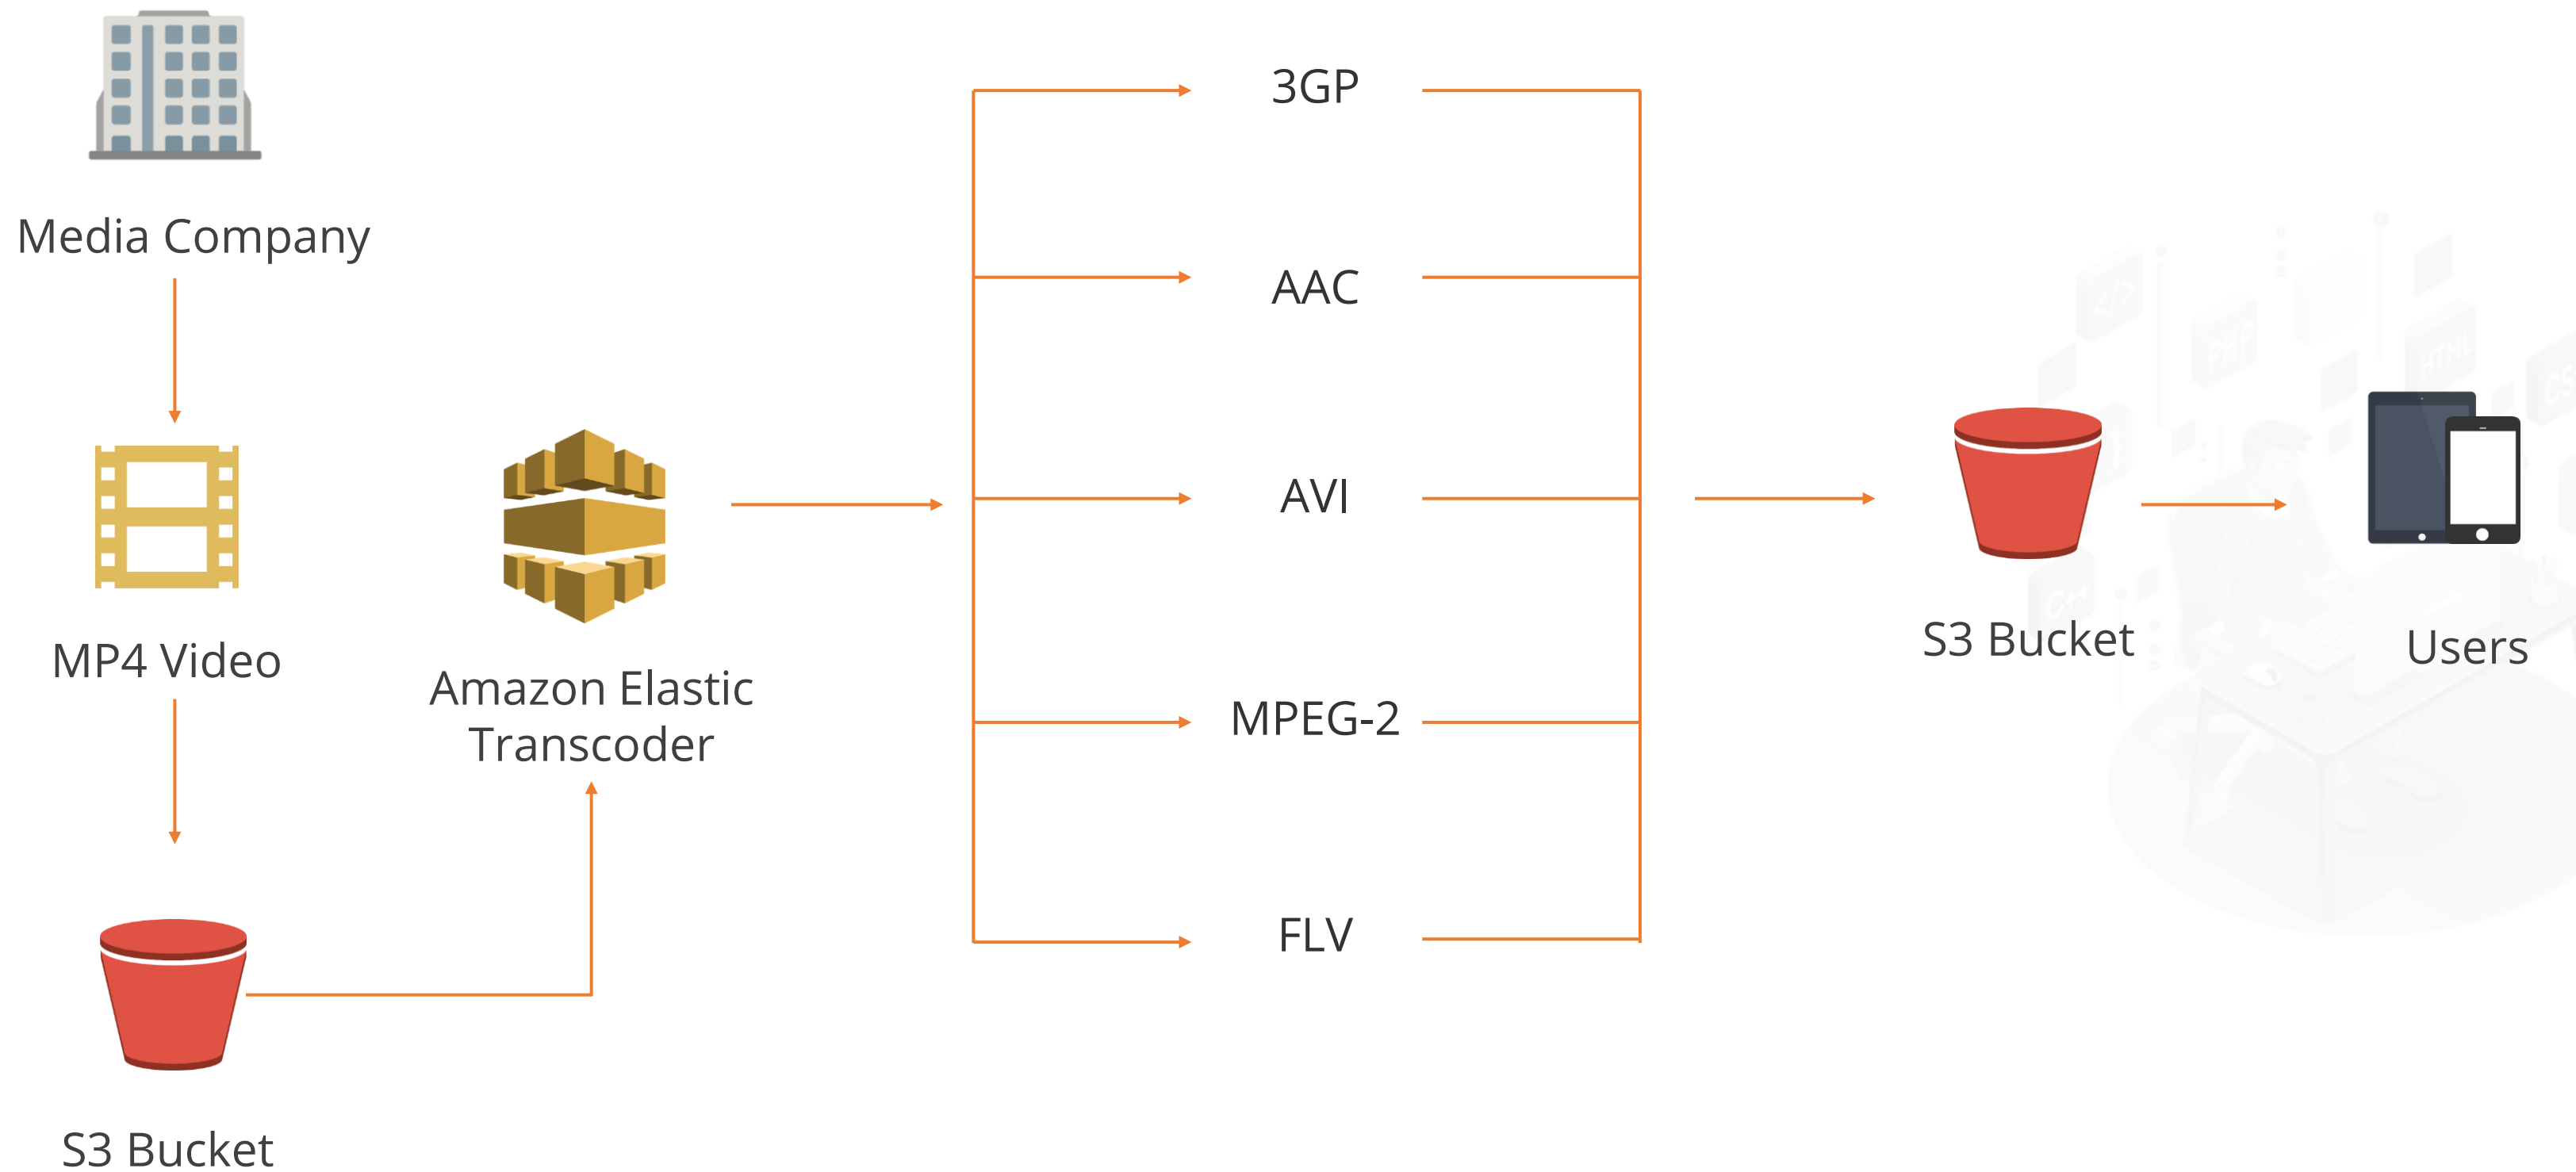 Media Company
MP4 Video
S3 Bucket
Amazon Elastic
Transcoder
3GP
AAC
AVI
MPEG-2
FLV
S3 Bucket
Users